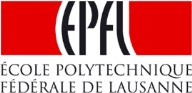 EPFL
ÉCOLE POLYTECHNIQUE
FÉDÉRALE DE LAUSANNE